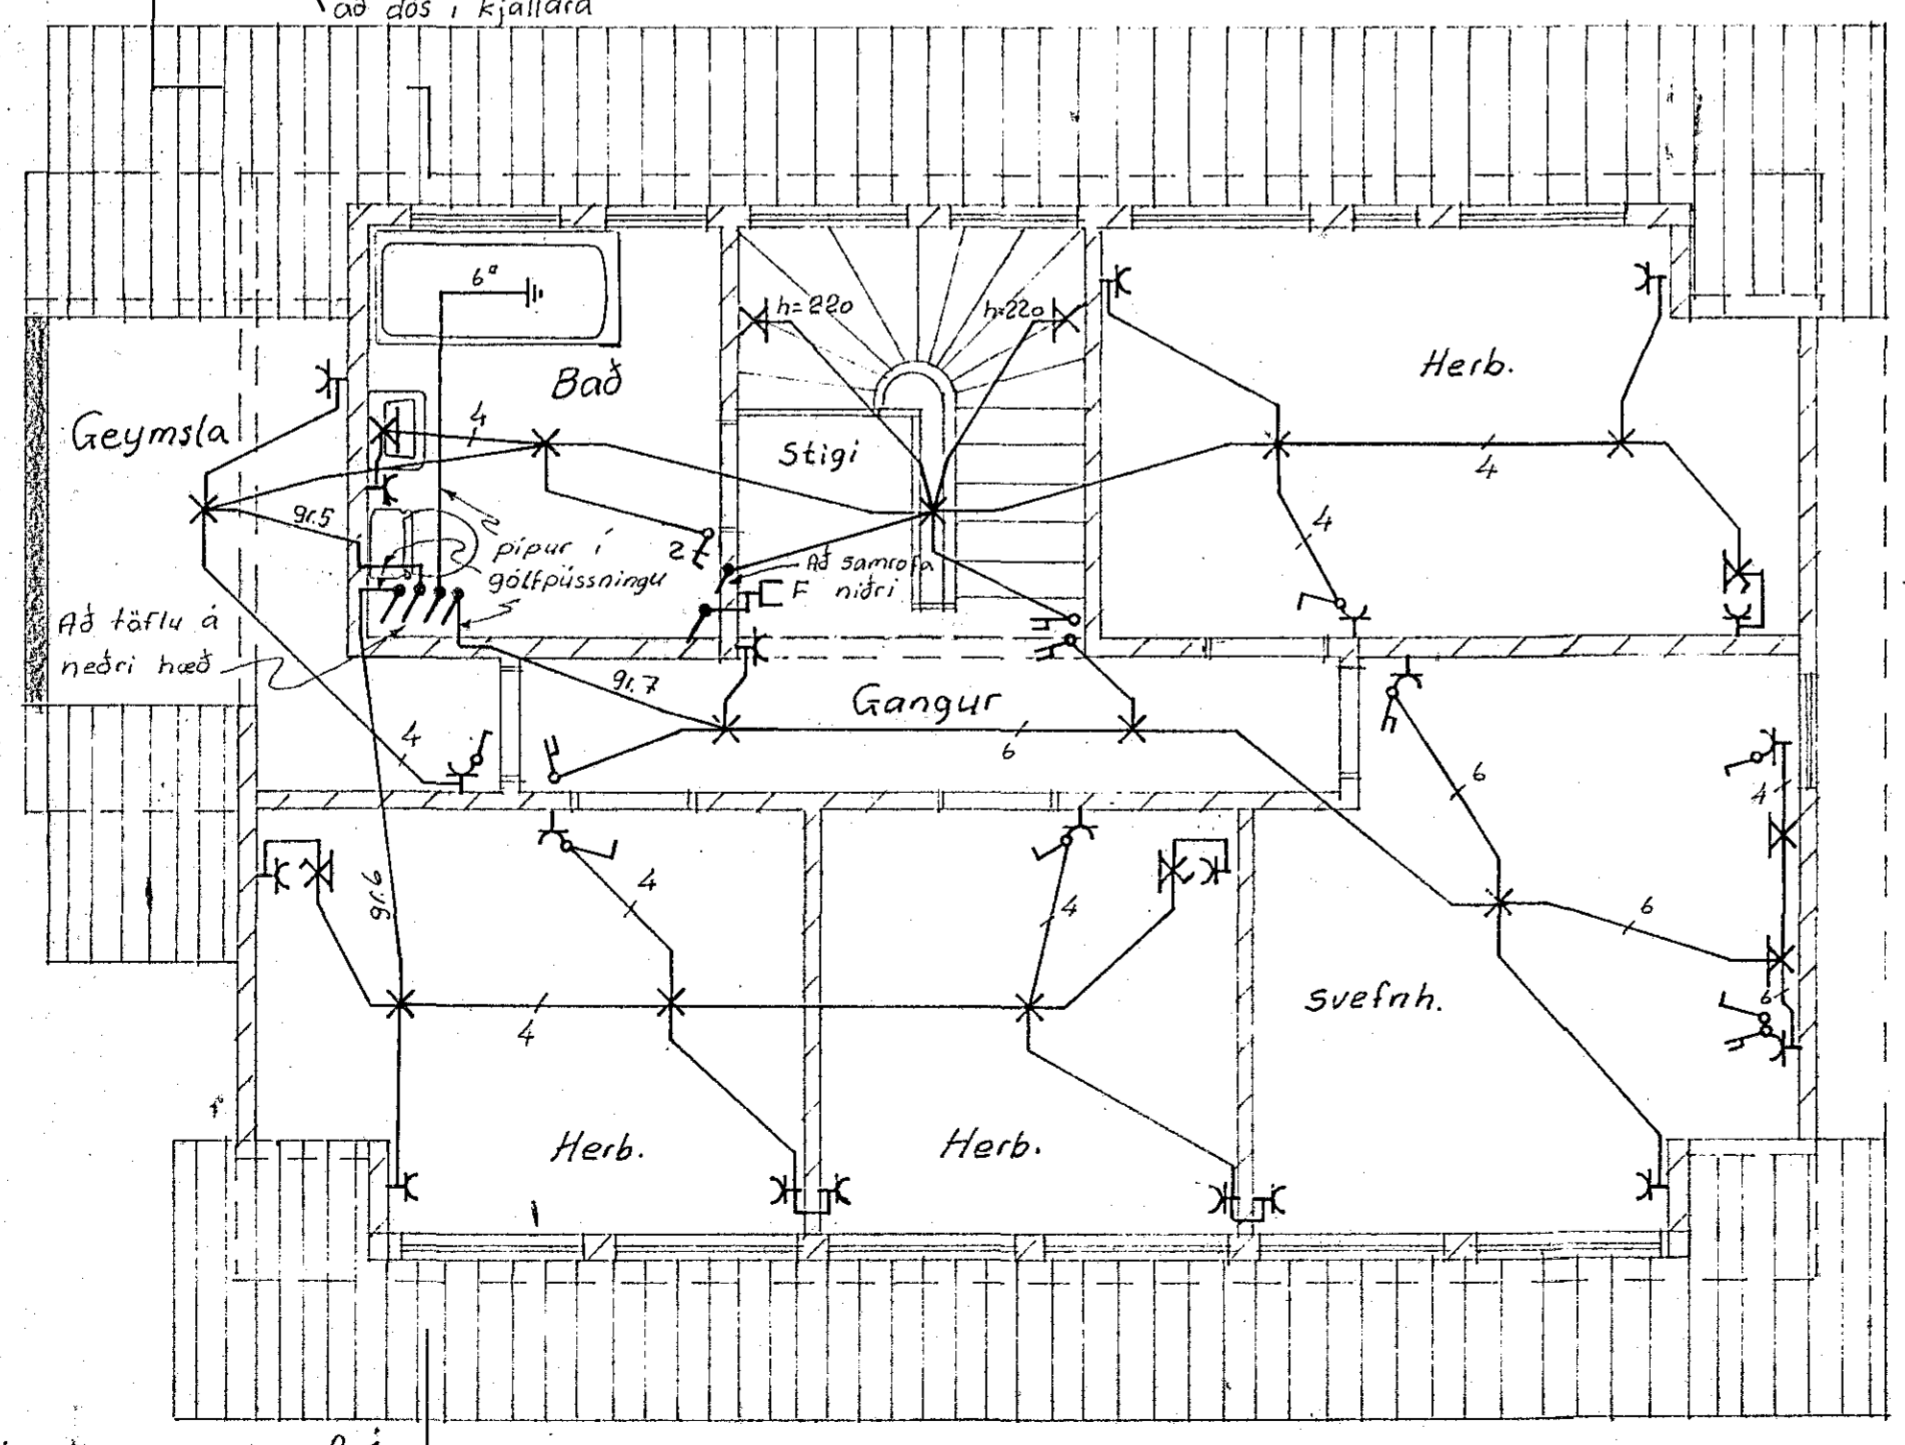 að dós í kjallara
6"
h=220
h=220
Herb.
Bað
4
Geymsla
Stigi
4
gr.5
4
2
pípur í
gólfpússningu
Að samrofa
niðri
F
Að töflu á
neðri hæð
gr.7
Gangur
4
6
6
4
gr.6
4
4
6
4
6
svefnh.
Herb.
Herb.